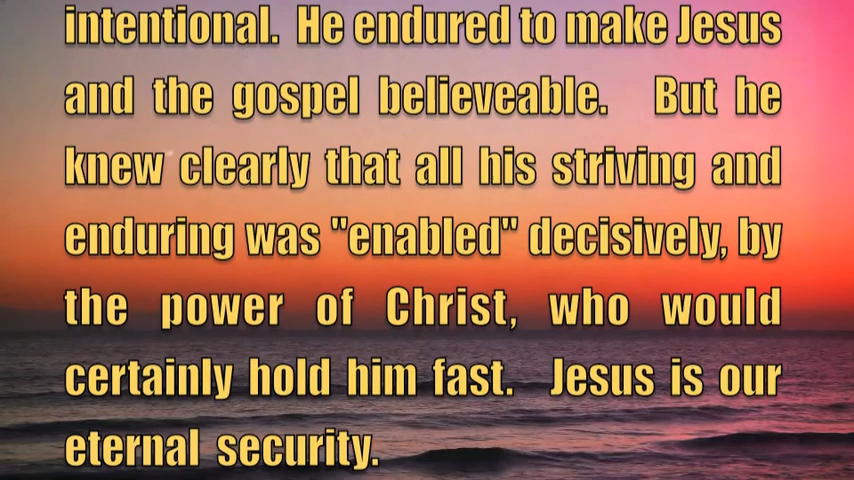 intentional. He endured to make Jesus
and the gospel believeable. But he
knew clearly that all his striving and
enduring was "enabled" decisively, by
the power of Christ, who would
certainly hold him fast. Jesus is our
eternal security.